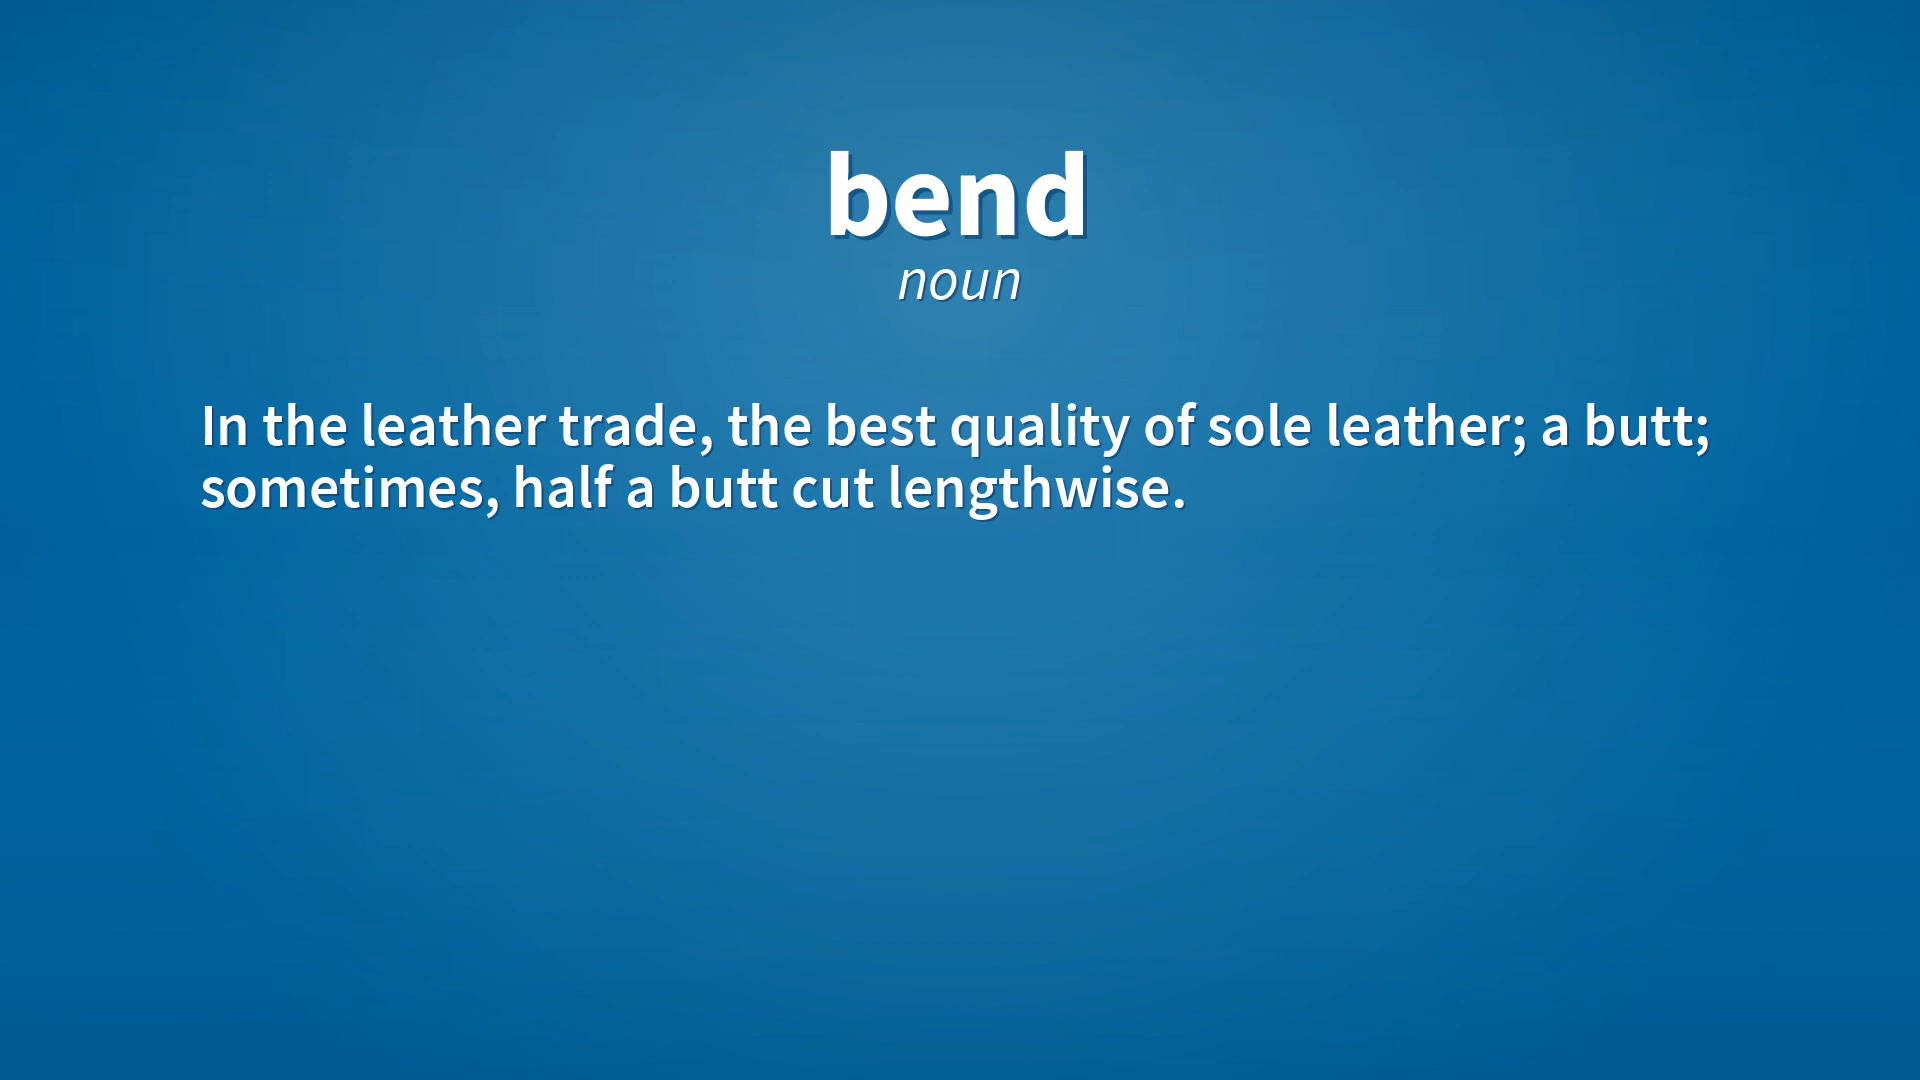 bend
noun
In the leather trade, the best quality of sole leather; a butt;
sometimes, half a butt cut lengthwise.